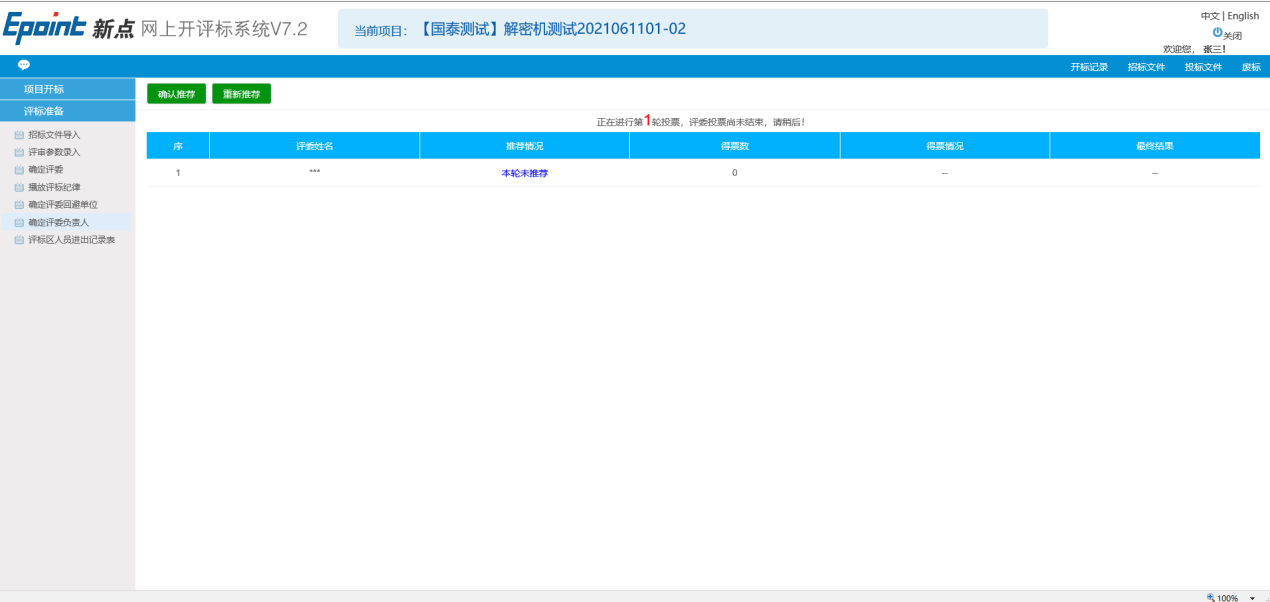 Epoint 新点 网上开评标系统V7.2
当前项目: 【国泰测试】解密机测试2021061101-02
中文 | English
关闭
欢迎您, 张三!
开标记录 招标文件 投标文件 废标
项目开标
评标准备
招标文件导入
评审参数录入
确定评委
播放评标纪律
确定评委回避单位
确定评委负责人
评标区人员进出记录表
确认推荐 重新推荐
正在进行第1轮投票, 评委投票尚未结束, 请稍后!
序 评委姓名 推荐情况 得票数 得票情况 最终结果
1 *** 本轮未推荐 0 -- --
100%